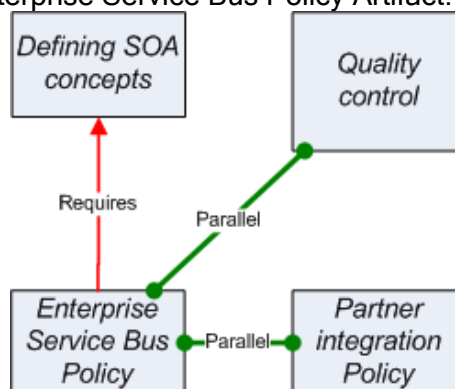 terprise Service Bus Policy Artifact.
Defining SOA
concepts
Quality
control
Requires
Parallel
Enterprise
Service Bus
Policy
Parallel
Partner
integration
Policy